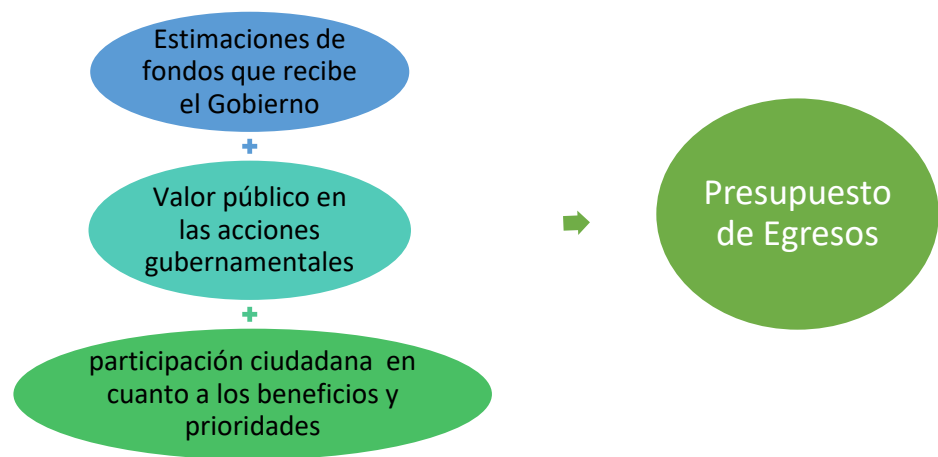 Estimaciones de
fondos que recibe
el Gobierno
Valor público en
las acciones
gubernamentales
participación ciudadana en
cuanto a los beneficios y
prioridades
Presupuesto
de Egresos